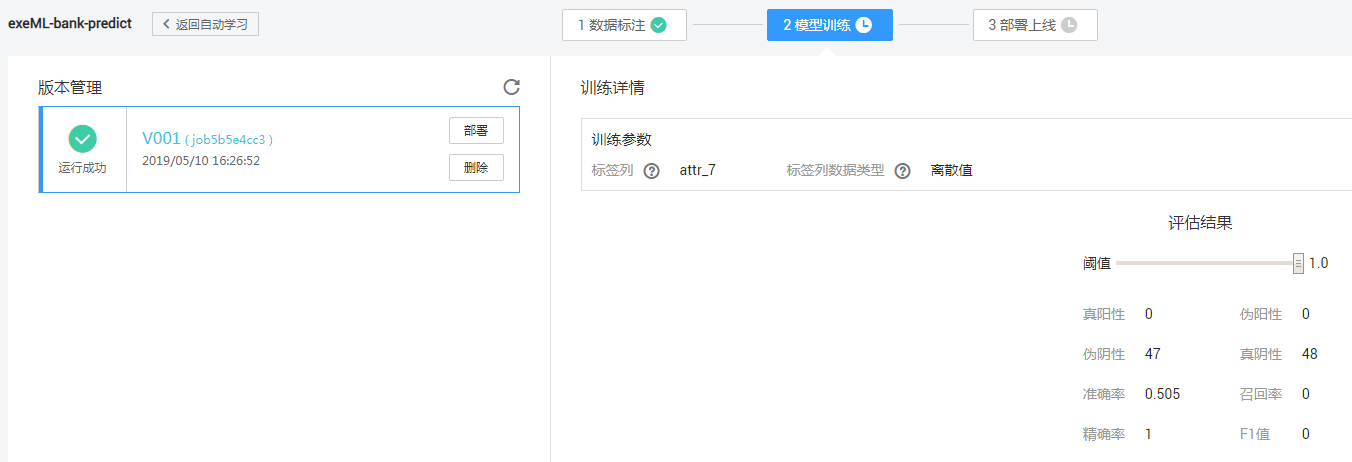 exeML-bank-predict 返回自动学习 1 数据标注 2 模型训练 3 部署上线
版本管理
运行成功
V001 ( job5b5e4cc3 )
2019/05/10 16:26:52
部署
删除
训练详情
训练参数
标签列 ? attr_7 标签列数据类型 ? 离散值
评估结果
阈值 1.0
真阳性 0 伪阳性 0
伪阴性 47 真阴性 48
准确率 0.505 召回率 0
精确率 1 F1值 0